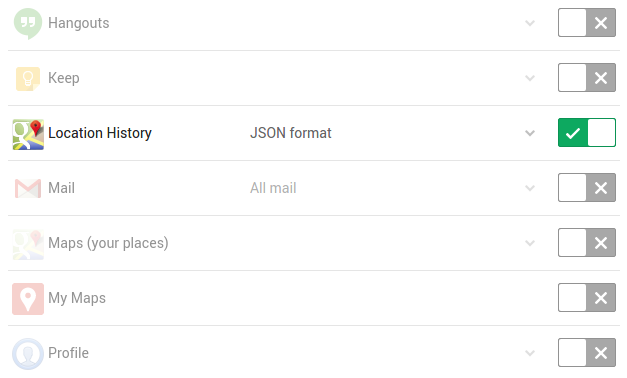 Hangouts
Keep
Location History JSON format
Mail All mail
Maps (your places)
My Maps
Profile